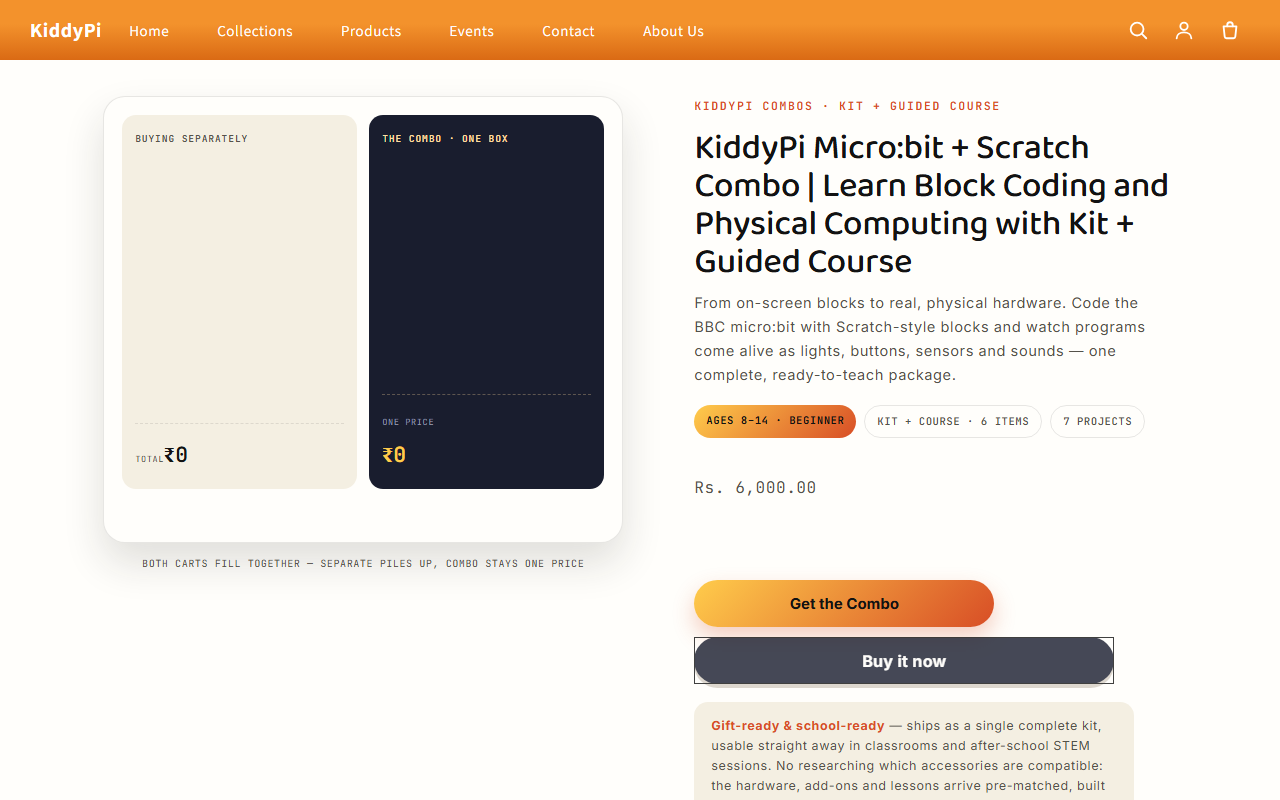 KiddyPi Home Collections Products Events Contact About Us
BUYING SEPARATELY
TOTAL ₹0
THE COMBO · ONE BOX
ONE PRICE
₹0
BOTH CARTS FILL TOGETHER — SEPARATE PILES UP, COMBO STAYS ONE PRICE
KIDDYPI COMBOS · KIT + GUIDED COURSE
KiddyPi Micro:bit + Scratch
Combo | Learn Block Coding and
Physical Computing with Kit +
Guided Course
From on-screen blocks to real, physical hardware. Code the
BBC micro:bit with Scratch-style blocks and watch programs
come alive as lights, buttons, sensors and sounds — one
complete, ready-to-teach package.
AGES 8–14 · BEGINNER KIT + COURSE · 6 ITEMS 7 PROJECTS
Rs. 6,000.00
Get the Combo
Buy it now
Gift-ready & school-ready — ships as a single complete kit,
usable straight away in classrooms and after-school STEM
sessions. No researching which accessories are compatible:
the hardware, add-ons and lessons arrive pre-matched, built